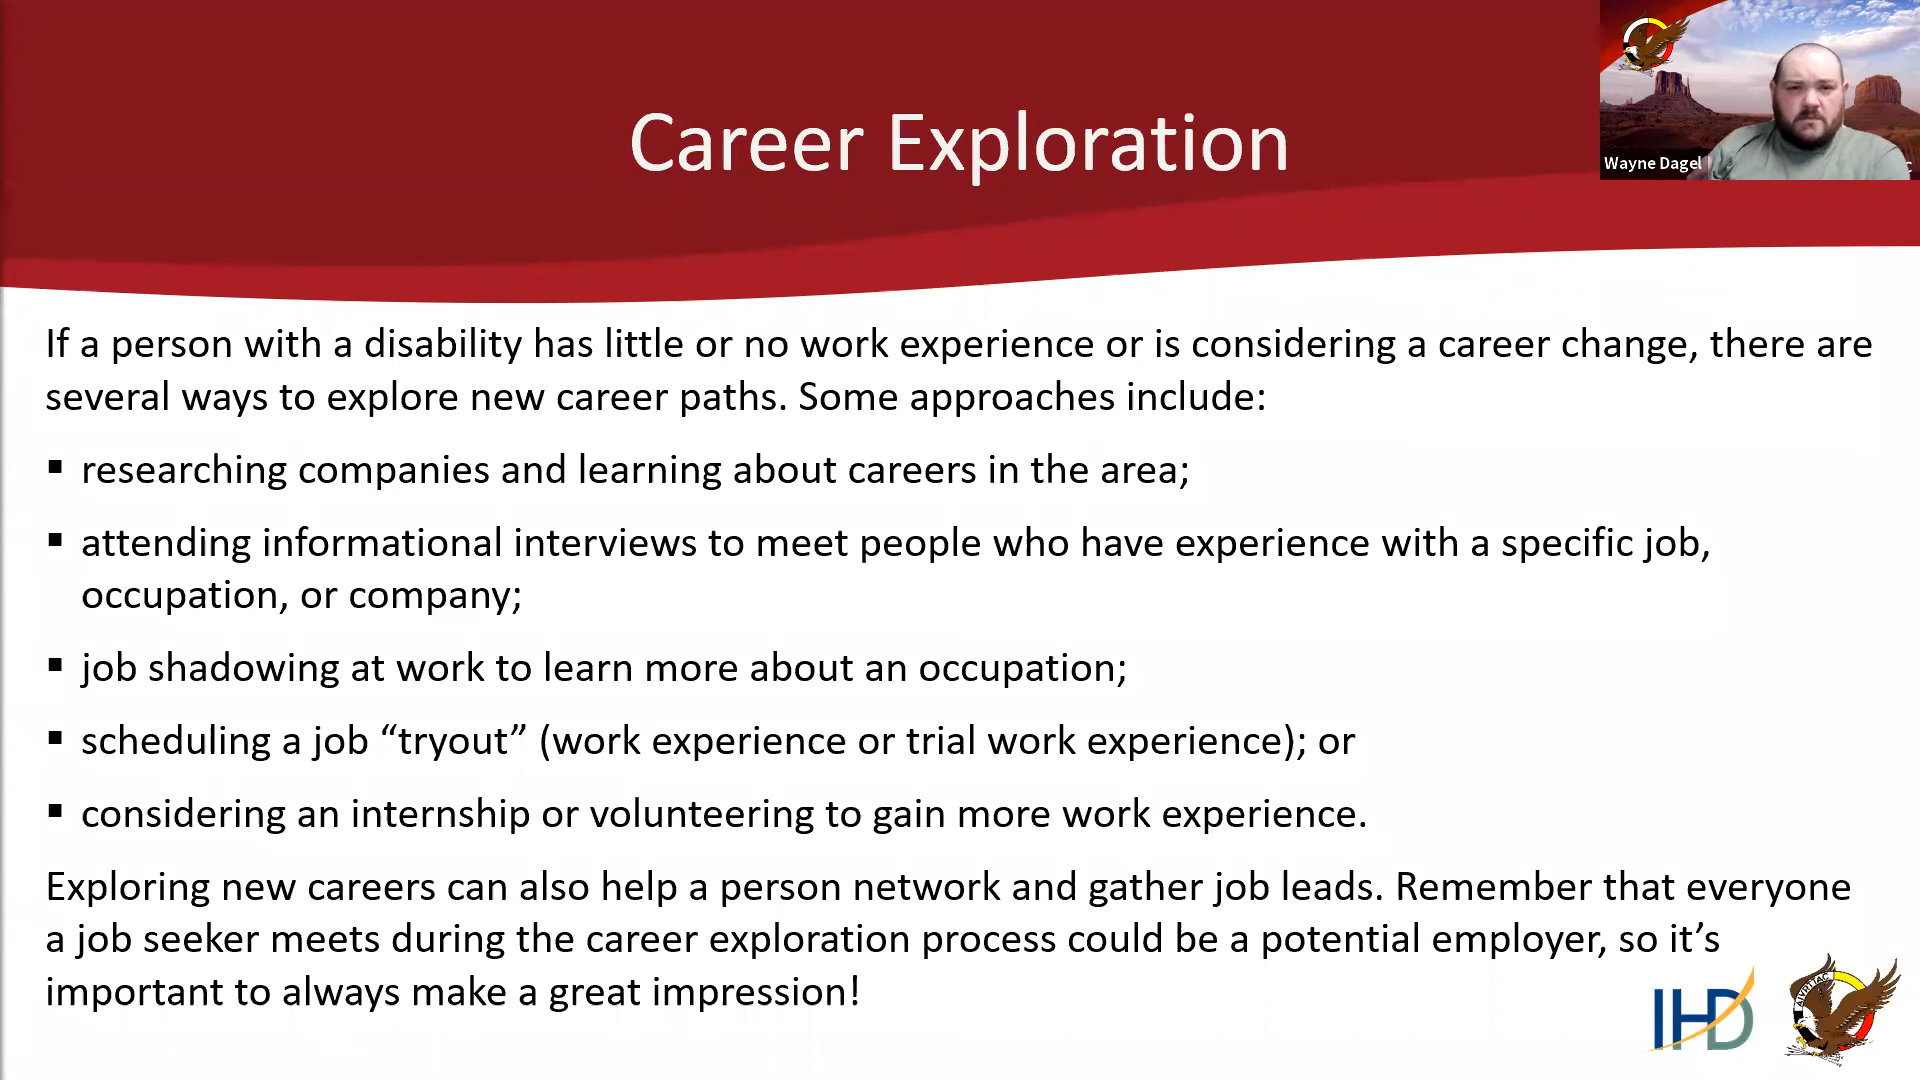 Career Exploration
Wayne Dagel
If a person with a disability has little or no work experience or is considering a career change, there are
several ways to explore new career paths. Some approaches include:
▪ researching companies and learning about careers in the area;
▪ attending informational interviews to meet people who have experience with a specific job,
occupation, or company;
▪ job shadowing at work to learn more about an occupation;
▪ scheduling a job “tryout” (work experience or trial work experience); or
▪ considering an internship or volunteering to gain more work experience.
Exploring new careers can also help a person network and gather job leads. Remember that everyone
a job seeker meets during the career exploration process could be a potential employer, so it’s
important to always make a great impression!
IHD
AIVRTTAC